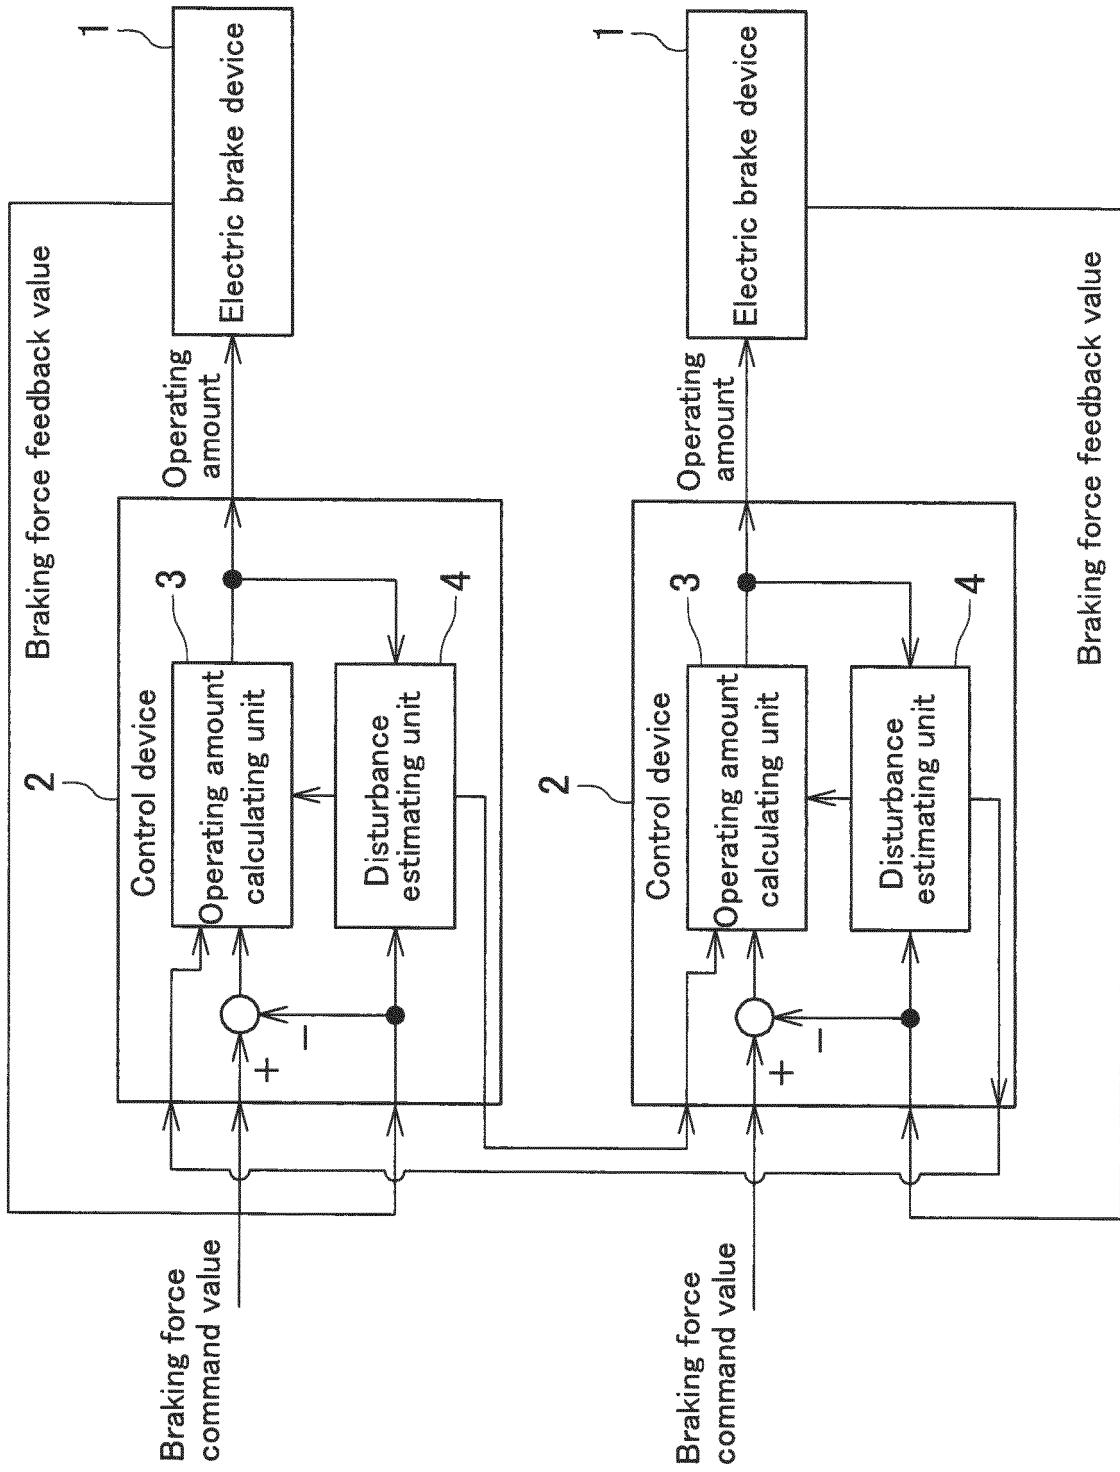 Braking force feedback value
1
Electric brake device
Operating
amount
2
Control device
3
Operating amount
calculating unit
4
Disturbance
estimating unit
+
−
Braking force
command value
1
Electric brake device
Operating
amount
2
Control device
3
Operating amount
calculating unit
4
Disturbance
estimating unit
+
−
Braking force
command value
Braking force feedback value